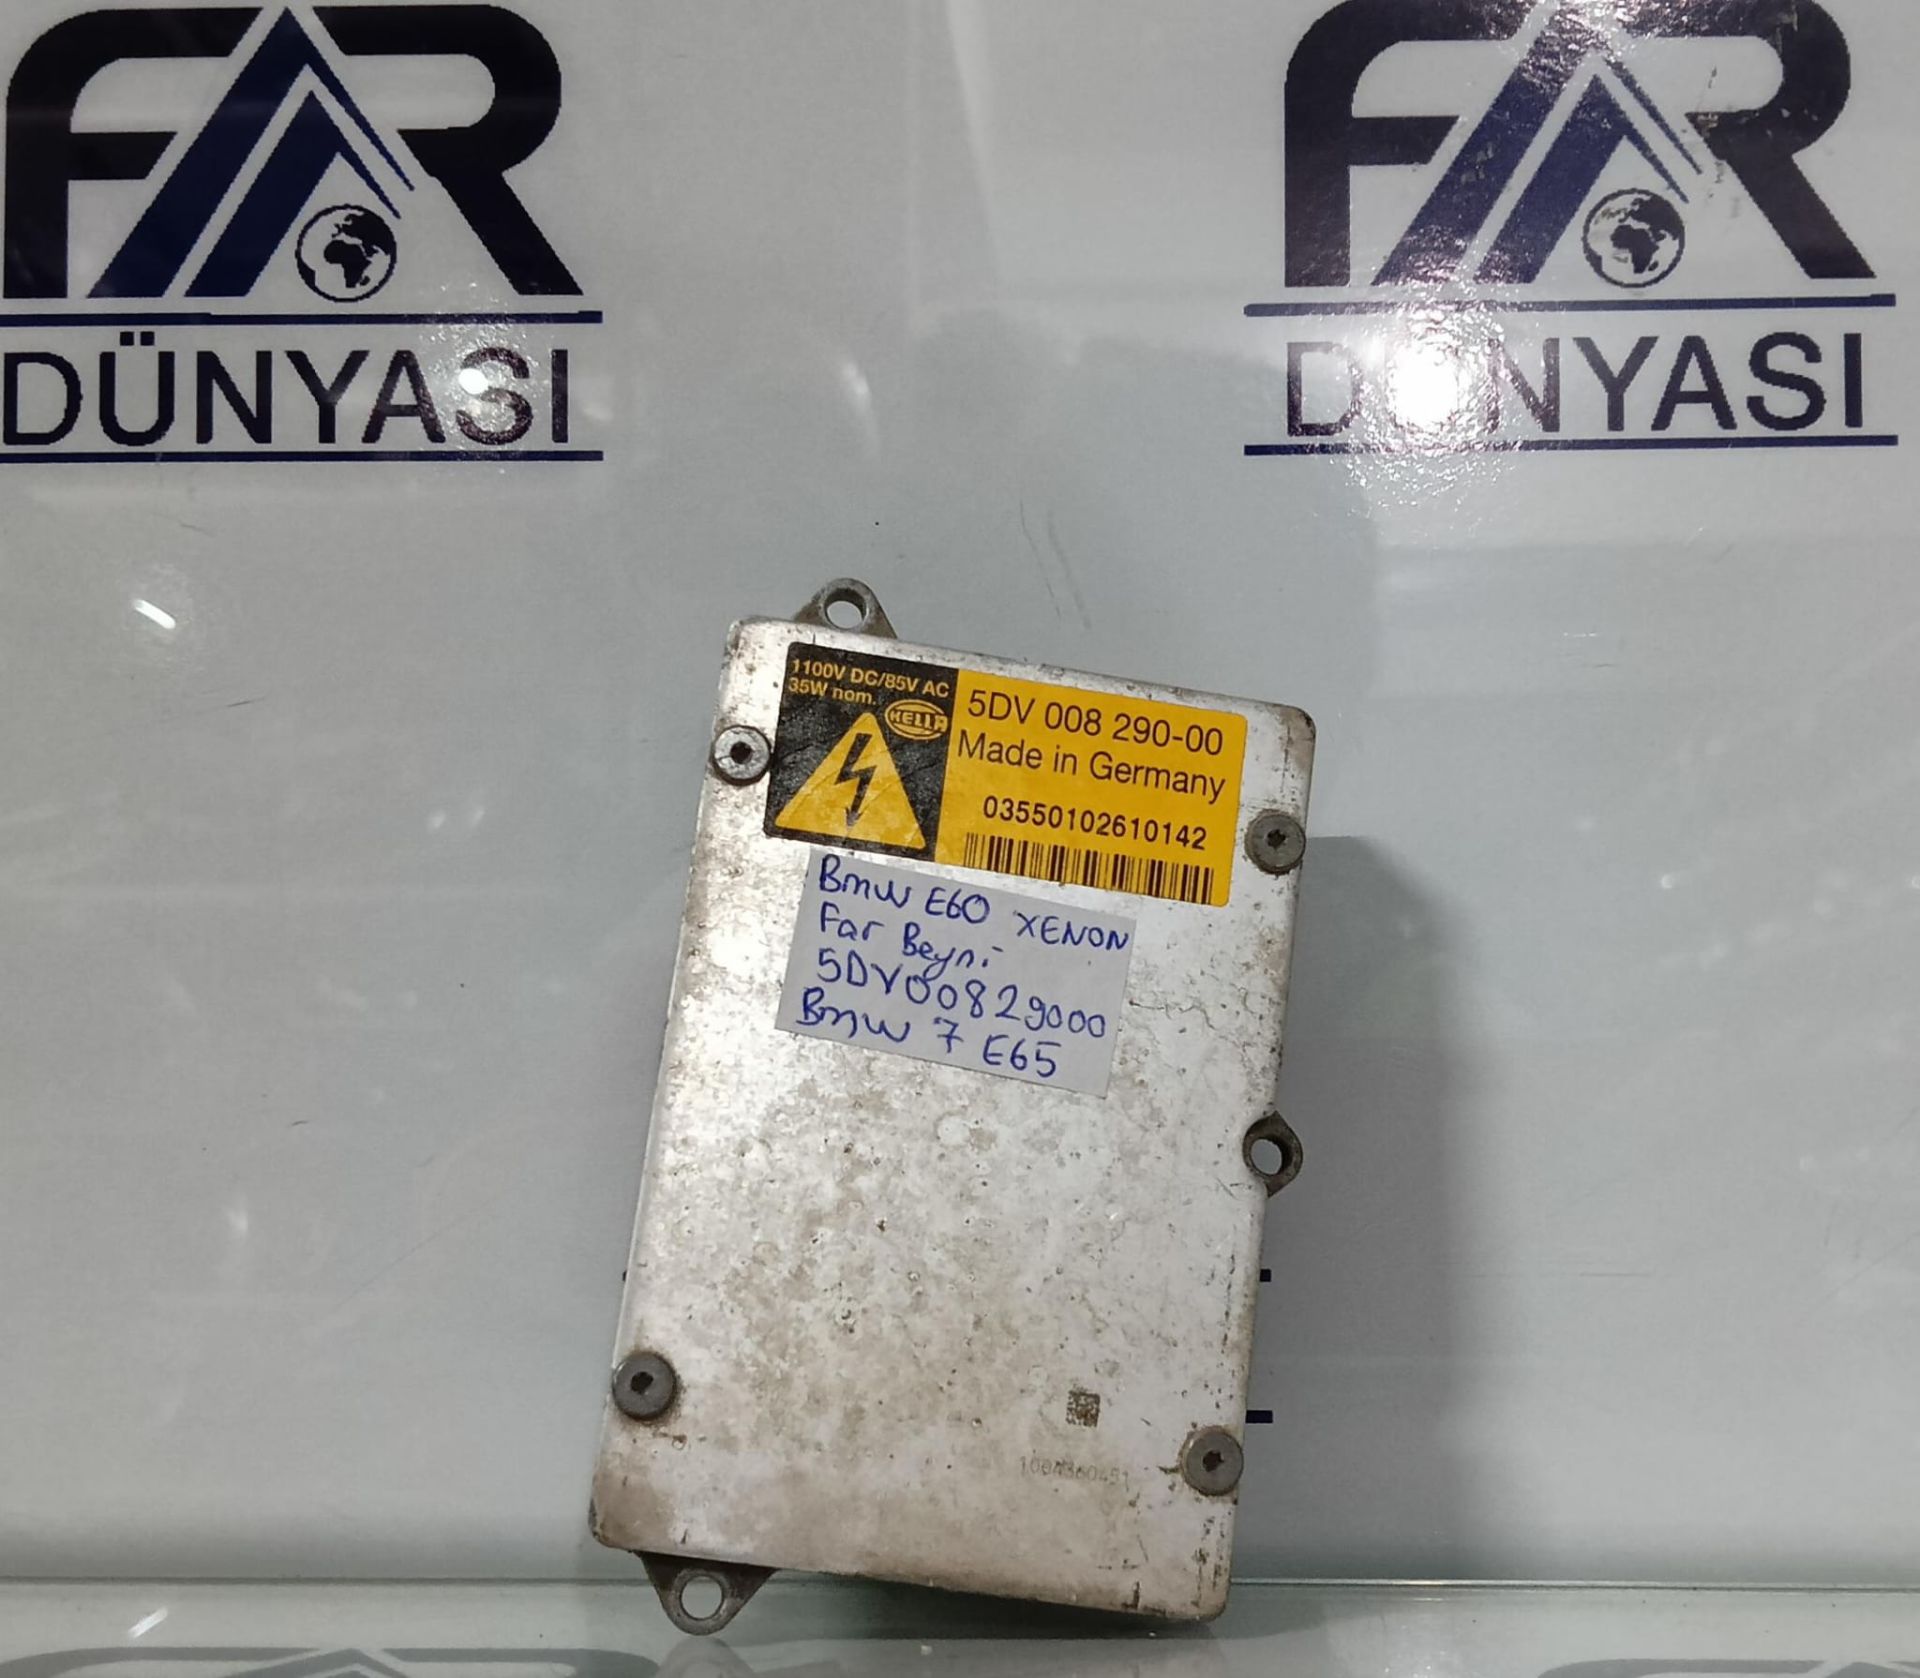 FAR
DÜNYASI
FAR
DÜNYASI
1100V DC/85V AC
35W nom.
HELLA
5DV 008 290-00
Made in Germany
03550102610142
Bmw E60 XENON
Far Beyni
5DV00829000
Bmw 7 E65
1004360451